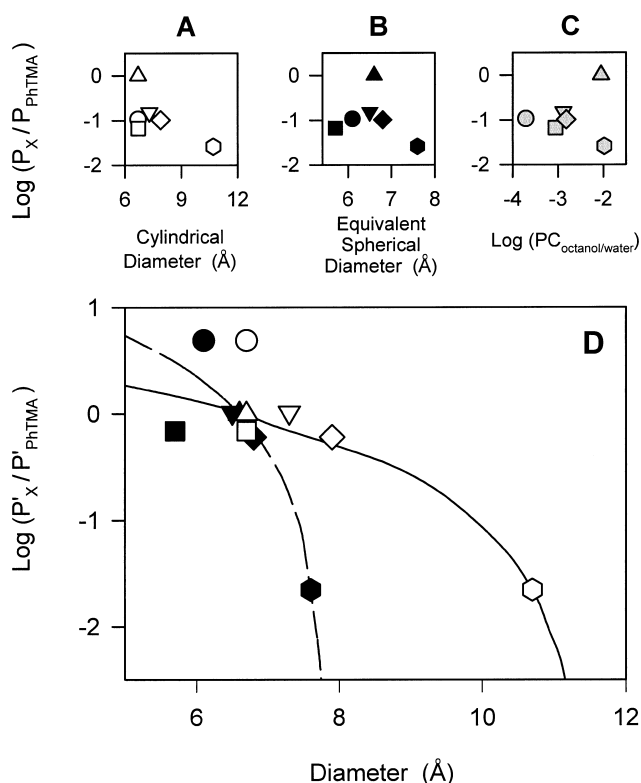 A
B
C
Log (P_X / P_PhTMA)
0
-1
-2
6 9 12
Cylindrical
Diameter (Å)
0
-1
-2
6 7 8
Equivalent
Spherical
Diameter (Å)
0
-1
-2
-4 -3 -2
Log (PC_octanol/water)
D
Log (P'_X / P'_PhTMA)
1
0
-1
-2
6 8 10 12
Diameter (Å)